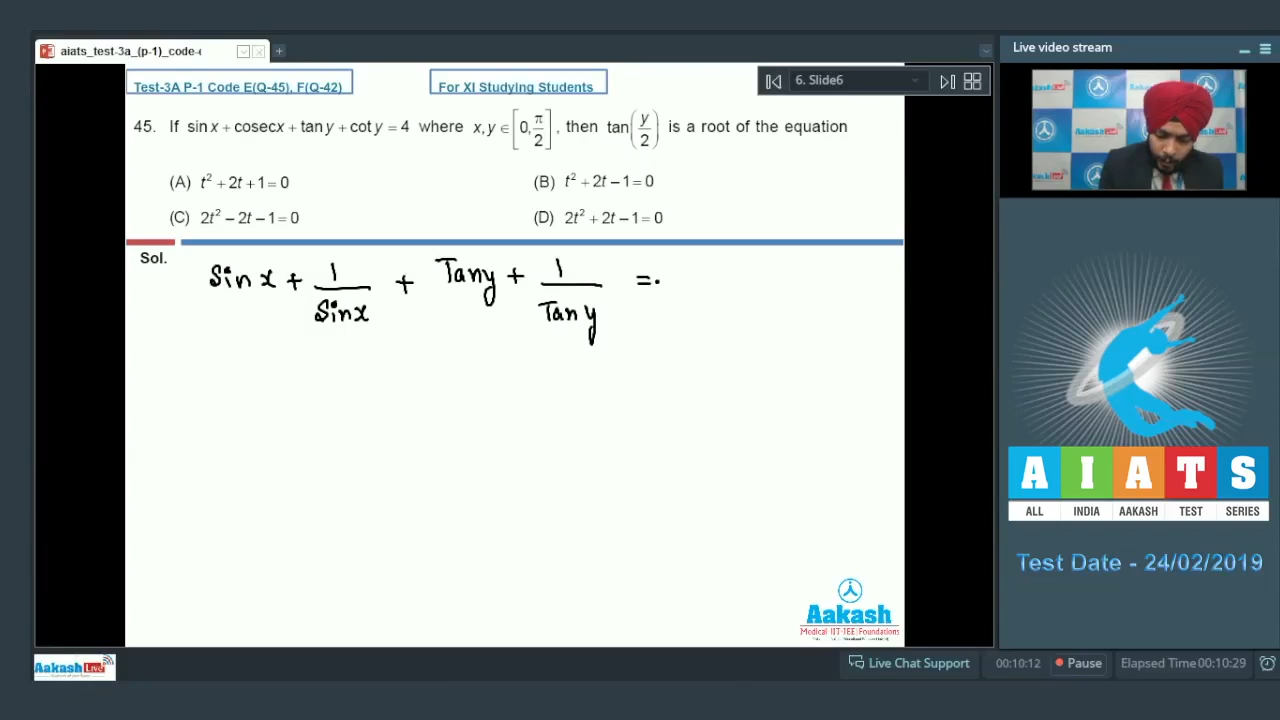 aiats_test-3a_(p-1)_code-e
Live video stream
Test-3A P-1 Code E(Q-45), F(Q-42)
For XI Studying Students
6. Slide6
45. If sin x + cosecx + tan y + cot y = 4 where x, y ∈ [0, π/2], then tan(y/2) is a root of the equation
(A) t² + 2t + 1 = 0
(B) t² + 2t − 1 = 0
(C) 2t² − 2t − 1 = 0
(D) 2t² + 2t − 1 = 0
Sol.
Sin x + 1/Sin x + Tan y + 1/Tan y =
A I A T S
ALL INDIA AAKASH TEST SERIES
Test Date - 24/02/2019
Aakash
Medical|IIT-JEE|Foundations
Aakash Live
Live Chat Support
00:10:12
Pause
Elapsed Time 00:10:29